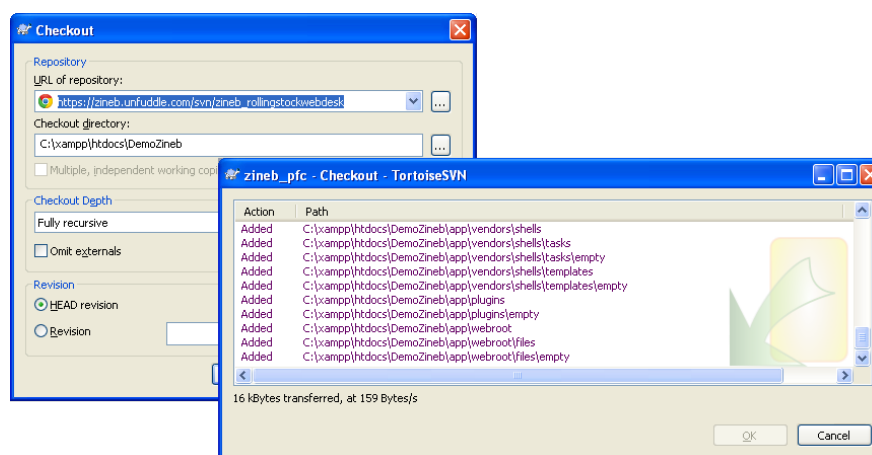 Checkout
Repository
URL of repository:
https://zineb.unfuddle.com/svn/zineb_rollingstockwebdesk
...
Checkout directory:
C:\xampp\htdocs\DemoZineb
...
Multiple, independent working copi
Checkout Depth
Fully recursive
Omit externals
Revision
HEAD revision
Revision
zineb_pfc - Checkout - TortoiseSVN
Action Path
Added C:\xampp\htdocs\DemoZineb\app\vendors\shells
Added C:\xampp\htdocs\DemoZineb\app\vendors\shells\tasks
Added C:\xampp\htdocs\DemoZineb\app\vendors\shells\tasks\empty
Added C:\xampp\htdocs\DemoZineb\app\vendors\shells\templates
Added C:\xampp\htdocs\DemoZineb\app\vendors\shells\templates\empty
Added C:\xampp\htdocs\DemoZineb\app\plugins
Added C:\xampp\htdocs\DemoZineb\app\plugins\empty
Added C:\xampp\htdocs\DemoZineb\app\webroot
Added C:\xampp\htdocs\DemoZineb\app\webroot\files
Added C:\xampp\htdocs\DemoZineb\app\webroot\files\empty
16 kBytes transferred, at 159 Bytes/s
OK Cancel